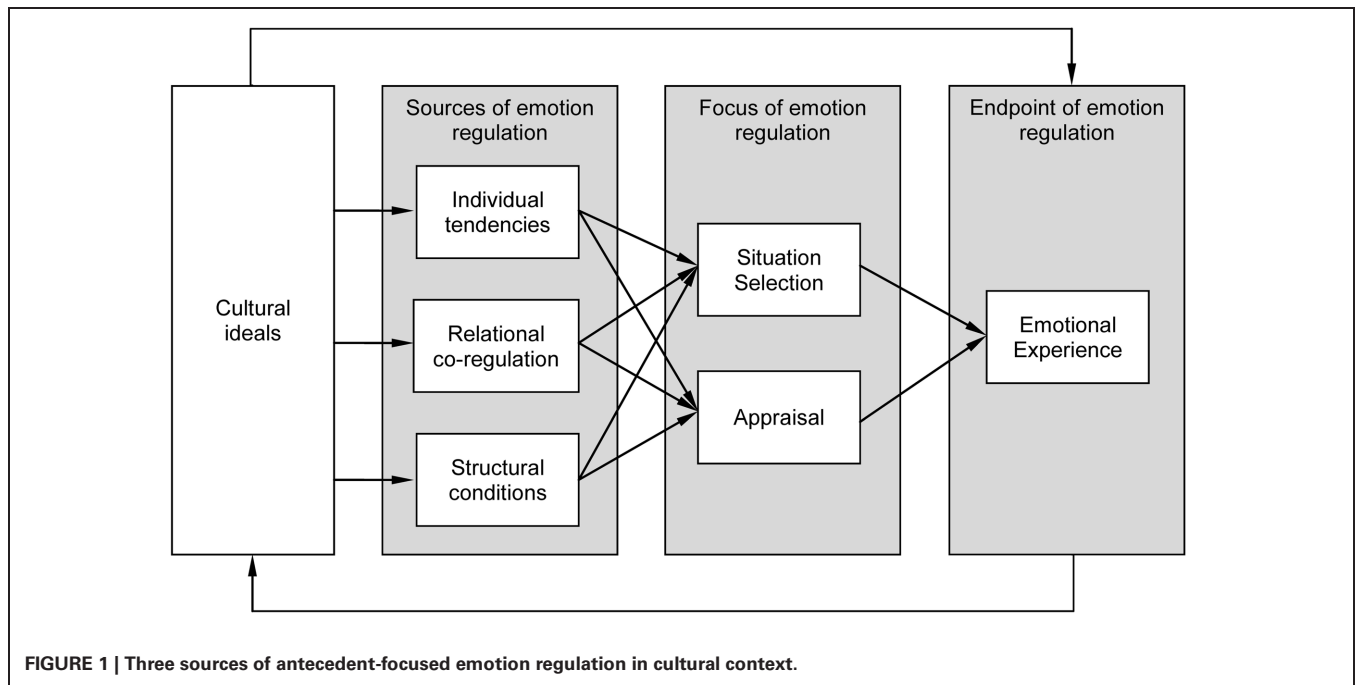 Cultural
ideals
Sources of emotion
regulation
Individual
tendencies
Relational
co-regulation
Structural
conditions
Focus of emotion
regulation
Situation
Selection
Appraisal
Endpoint of emotion
regulation
Emotional
Experience
FIGURE 1 | Three sources of antecedent-focused emotion regulation in cultural context.